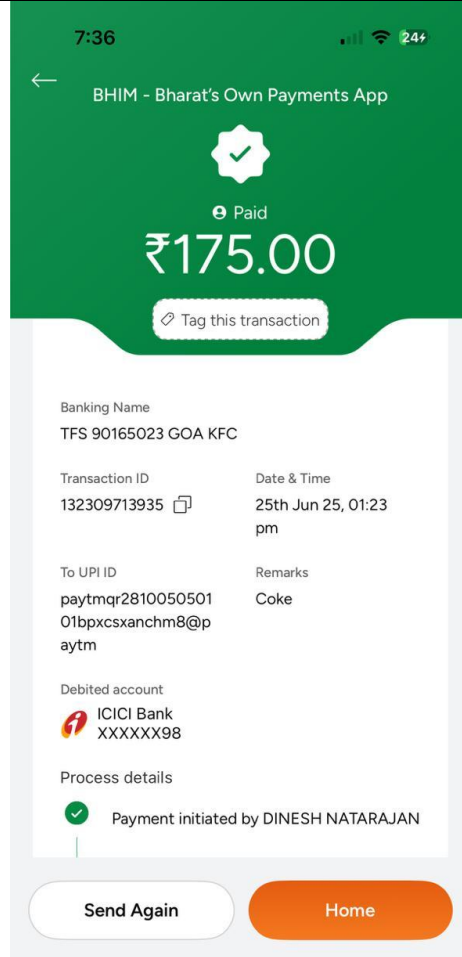 7:36
24
BHIM - Bharat's Own Payments App
Paid
₹175.00
Tag this transaction
Banking Name
TFS 90165023 GOA KFC
Transaction ID
132309713935
Date & Time
25th Jun 25, 01:23
pm
To UPI ID
paytmqr2810050501
01bpxcsxanchm8@p
aytm
Remarks
Coke
Debited account
ICICI Bank
XXXXXX98
Process details
Payment initiated by DINESH NATARAJAN
Send Again
Home